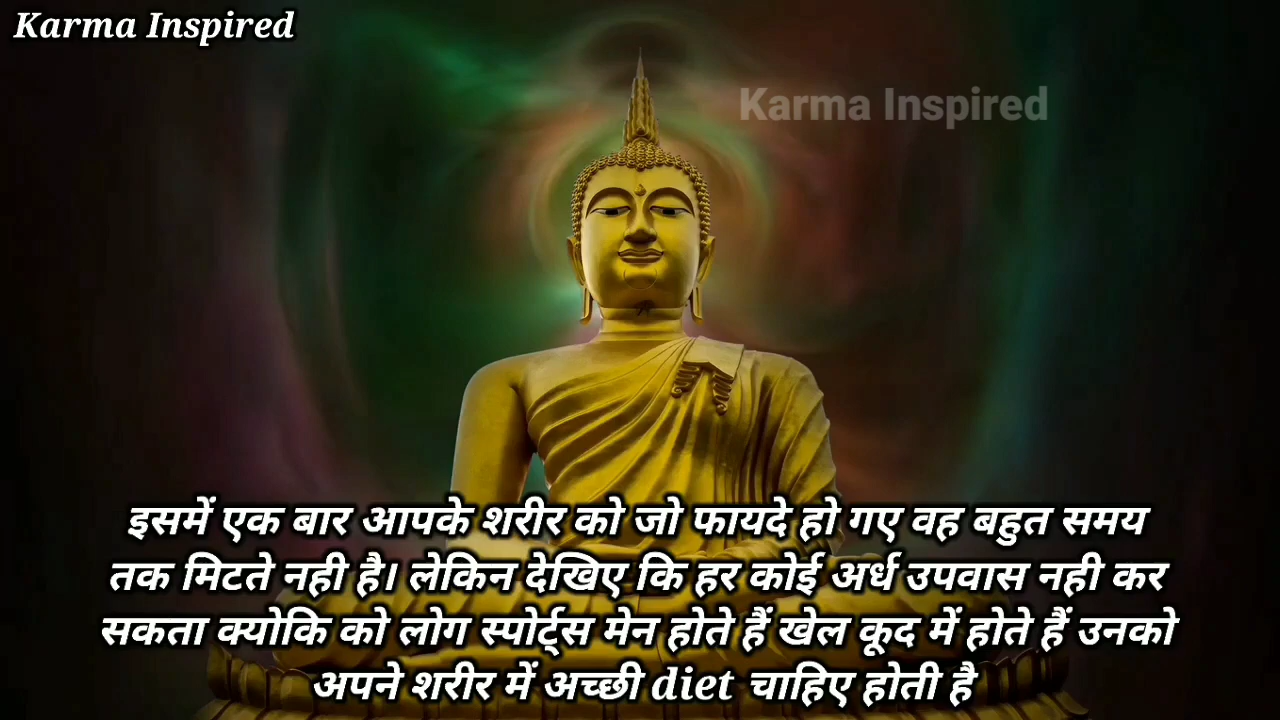 Karma Inspired
Karma Inspired
इसमें एक बार आपके शरीर को जो फायदे हो गए वह बहुत समय
तक मिटते नही है। लेकिन देखिए कि हर कोई अर्ध उपवास नही कर
सकता क्योकि को लोग स्पोर्ट्स मेन होते हैं खेल कूद में होते हैं उनको
अपने शरीर में अच्छी diet चाहिए होती है